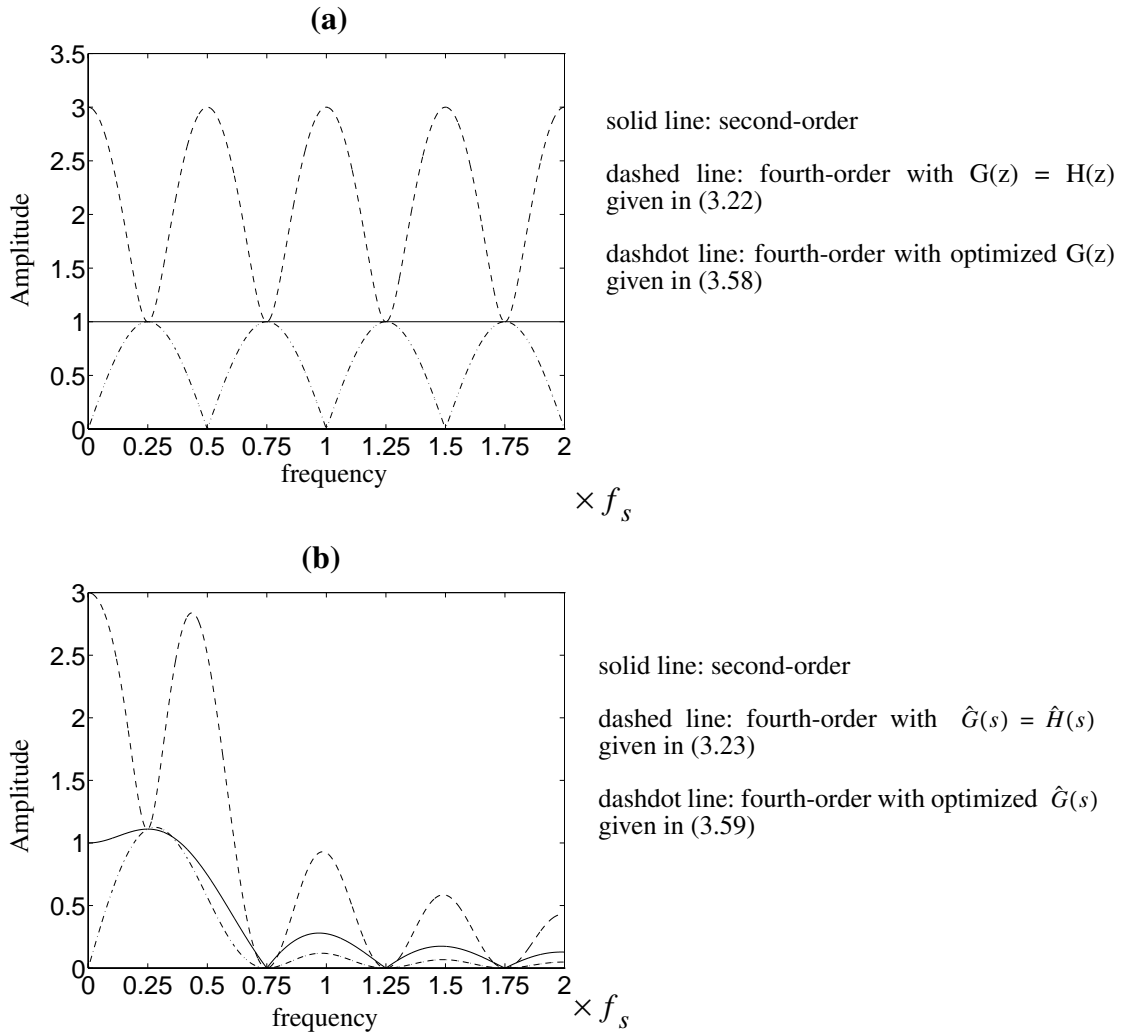 (a)
3.5
3
2.5
2
1.5
1
0.5
0
Amplitude
0 0.25 0.5 0.75 1 1.25 1.5 1.75 2
frequency
× f_s
solid line: second-order
dashed line: fourth-order with G(z) = H(z)
given in (3.22)
dashdot line: fourth-order with optimized G(z)
given in (3.58)
(b)
3
2.5
2
1.5
1
0.5
0
Amplitude
0 0.25 0.5 0.75 1 1.25 1.5 1.75 2
frequency
× f_s
solid line: second-order
dashed line: fourth-order with Ĝ(s) = Ĥ(s)
given in (3.23)
dashdot line: fourth-order with optimized Ĝ(s)
given in (3.59)